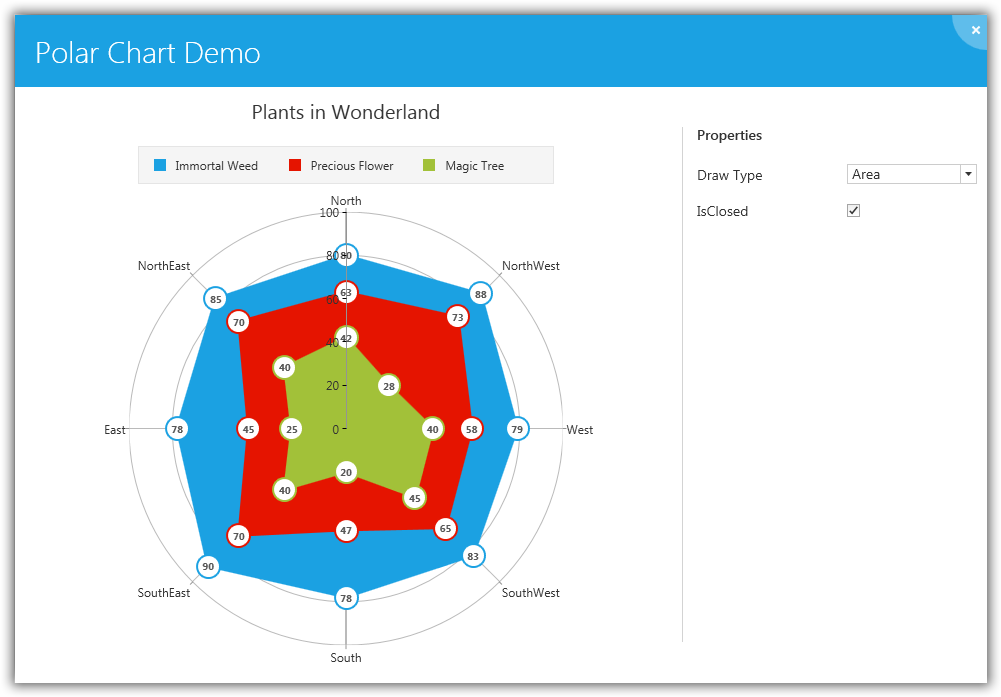 Polar Chart Demo
×
Plants in Wonderland
Immortal Weed Precious Flower Magic Tree
Properties
Draw Type Area
IsClosed
North
100
80 80
NorthEast NorthWest
85 88
63
60
70 73
42
40
40
28
20
East 78 45 25 0 40 58 79 West
20
40 45
70 47 65
83
90
78
SouthEast SouthWest
South